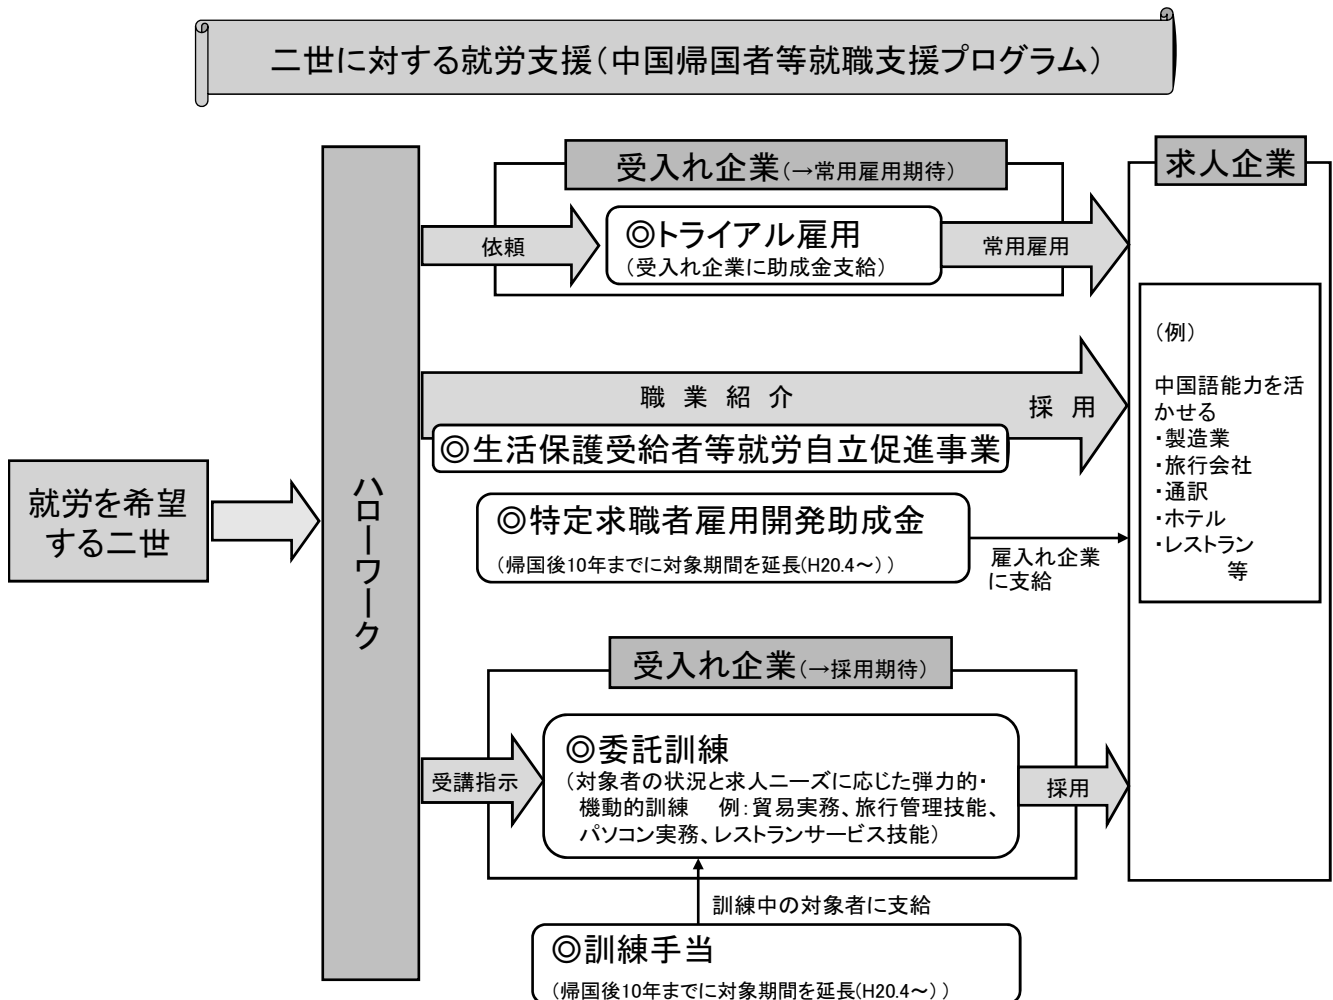 二世に対する就労支援（中国帰国者等就職支援プログラム）
就労を希望
する二世
ハローワーク
受入れ企業（→常用雇用期待）
依頼
◎トライアル雇用
（受入れ企業に助成金支給）
常用雇用
職業紹介
採用
◎生活保護受給者等就労自立促進事業
◎特定求職者雇用開発助成金
（帰国後10年までに対象期間を延長(H20.4～)）
雇入れ企業
に支給
受入れ企業（→採用期待）
受講指示
◎委託訓練
（対象者の状況と求人ニーズに応じた弾力的・
機動的訓練　例：貿易実務、旅行管理技能、
パソコン実務、レストランサービス技能）
採用
訓練中の対象者に支給
◎訓練手当
（帰国後10年までに対象期間を延長(H20.4～)）
求人企業
（例）
中国語能力を活
かせる
・製造業
・旅行会社
・通訳
・ホテル
・レストラン
等